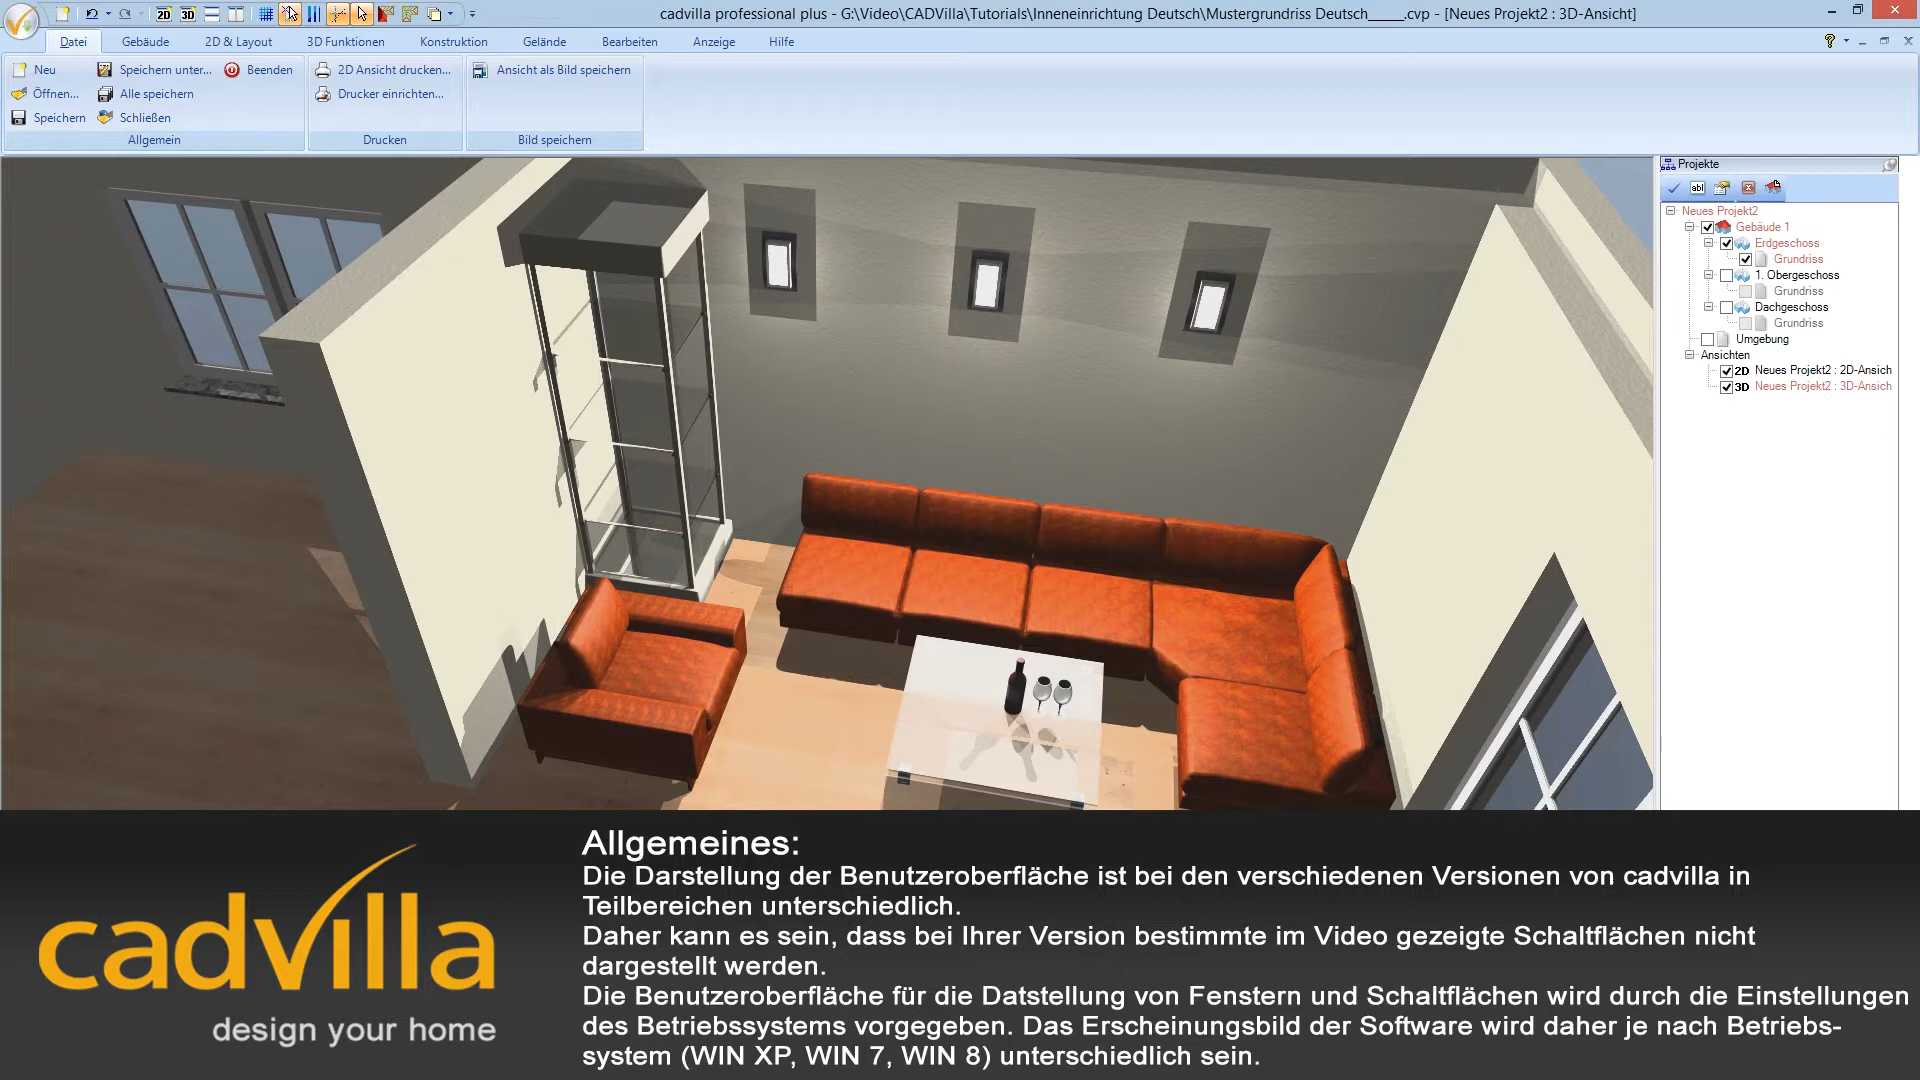 cadvilla professional plus - G:\Video\CADVilla\Tutorials\Inneneinrichtung Deutsch\Mustergrundriss Deutsch_____.cvp - [Neues Projekt2 : 3D-Ansicht]
2D 3D
Datei Gebäude 2D & Layout 3D Funktionen Konstruktion Gelände Bearbeiten Anzeige Hilfe
Neu Speichern unter... Beenden 2D Ansicht drucken... Ansicht als Bild speichern
Öffnen... Alle speichern Drucker einrichten...
Speichern Schließen
Allgemein Drucken Bild speichern
Projekte
abl
Neues Projekt2
Gebäude 1
Erdgeschoss
Grundriss
1. Obergeschoss
Grundriss
Dachgeschoss
Grundriss
Umgebung
Ansichten
2D Neues Projekt2 : 2D-Ansich
3D Neues Projekt2 : 3D-Ansich
cadvilla
design your home
Allgemeines:
Die Darstellung der Benutzeroberfläche ist bei den verschiedenen Versionen von cadvilla in
Teilbereichen unterschiedlich.
Daher kann es sein, dass bei Ihrer Version bestimmte im Video gezeigte Schaltflächen nicht
dargestellt werden.
Die Benutzeroberfläche für die Datstellung von Fenstern und Schaltflächen wird durch die Einstellungen
des Betriebssystems vorgegeben. Das Erscheinungsbild der Software wird daher je nach Betriebs-
system (WIN XP, WIN 7, WIN 8) unterschiedlich sein.